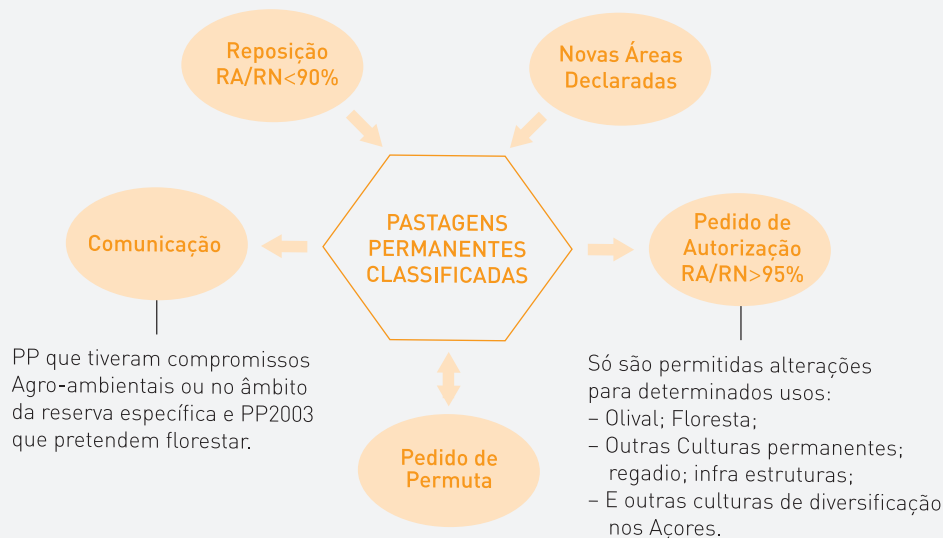 Reposição
RA/RN<90%
Novas Áreas
Declaradas
PASTAGENS
PERMANENTES
CLASSIFICADAS
Comunicação
Pedido de
Autorização
RA/RN>95%
PP que tiveram compromissos
Agro-ambientais ou no âmbito
da reserva específica e PP2003
que pretendem florestar.
Pedido de
Permuta
Só são permitidas alterações
para determinados usos:
– Olival; Floresta;
– Outras Culturas permanentes;
regadio; infra estruturas;
– E outras culturas de diversificação
nos Açores.